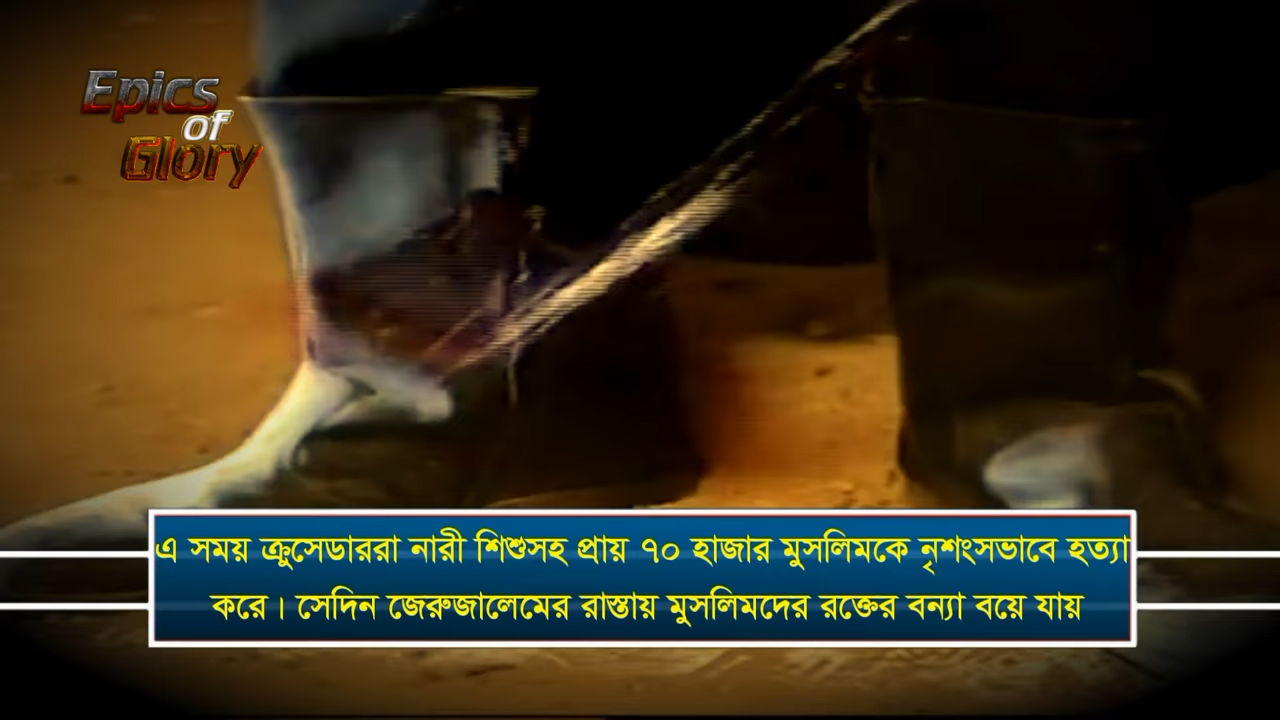 Epics
of
Glory
এ সময় ক্রুসেডাররা নারী শিশুসহ প্রায় ৭০ হাজার মুসলিমকে নৃশংসভাবে হত্যা
করে। সেদিন জেরুজালেমের রাস্তায় মুসলিমদের রক্তের বন্যা বয়ে যায়